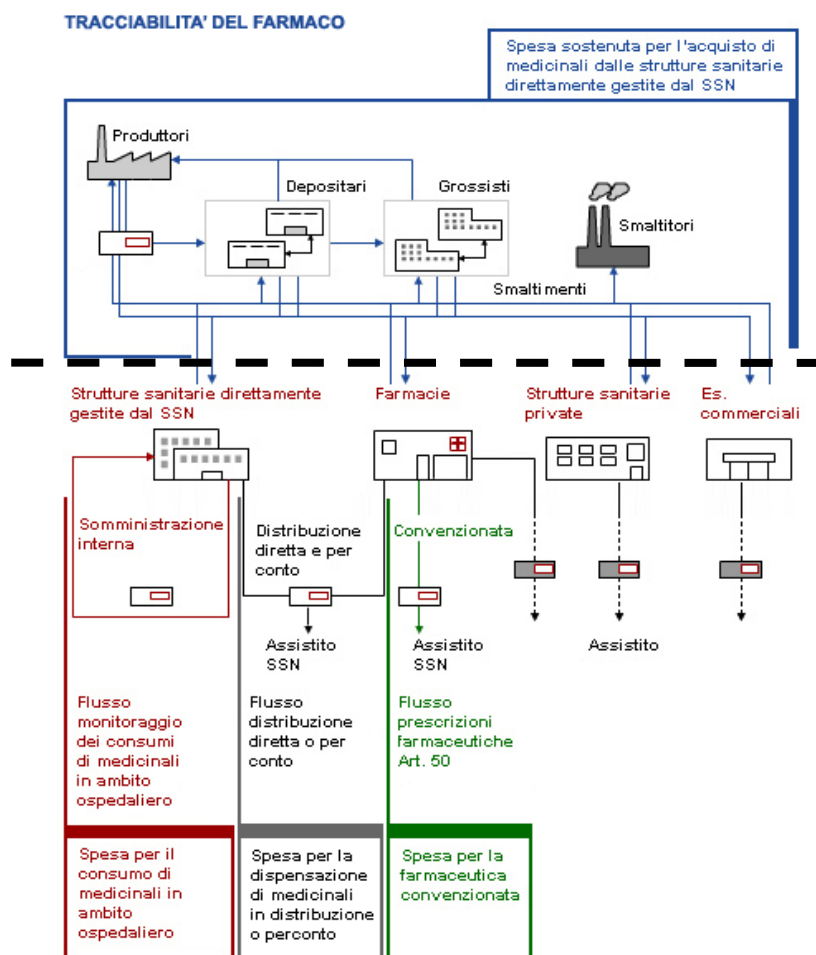 TRACCIABILITA' DEL FARMACO
Spesa sostenuta per l'acquisto di
medicinali dalle strutture sanitarie
direttamente gestite dal SSN
Produttori
Depositari
Grossisti
Smaltitori
Smaltimenti
Strutture sanitarie direttamente
gestite dal SSN
Farmacie
Strutture sanitarie
private
Es.
commerciali
Somministrazione
interna
Distribuzione
diretta e per
conto
Convenzionata
Assistito
SSN
Assistito
SSN
Assistito
Flusso
monitoraggio
dei consumi
di medicinali
in ambito
ospedaliero
Flusso
distribuzione
diretta o per
conto
Flusso
prescrizioni
farmaceutiche
Art. 50
Spesa per il
consumo di
medicinali in
ambito
ospedaliero
Spesa per la
dispensazione
di medicinali
in distribuzione
o perconto
Spesa per la
farmaceutica
convenzionata